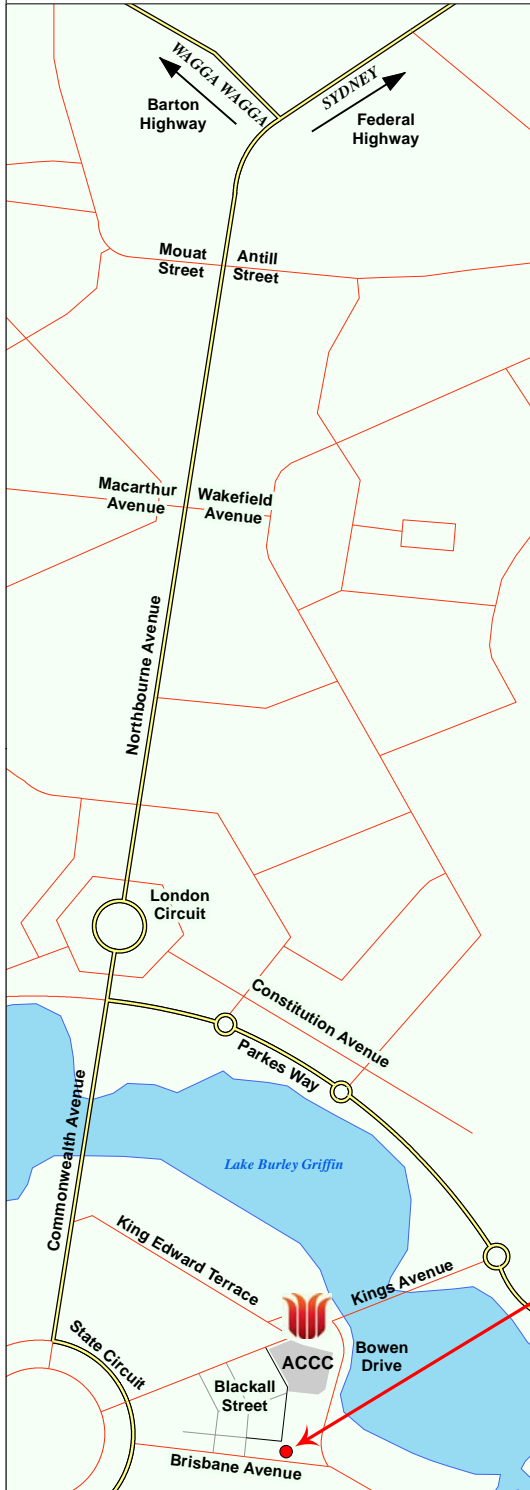 WAGGA WAGGA
SYDNEY
Barton
Highway
Federal
Highway
Mouat
Street
Antill
Street
Macarthur
Avenue
Wakefield
Avenue
Northbourne Avenue
London
Circuit
Constitution Avenue
Parkes Way
Commonwealth Avenue
Lake Burley Griffin
King Edward Terrace
Kings Avenue
State Circuit
ACCC
Bowen
Drive
Blackall
Street
Brisbane Avenue